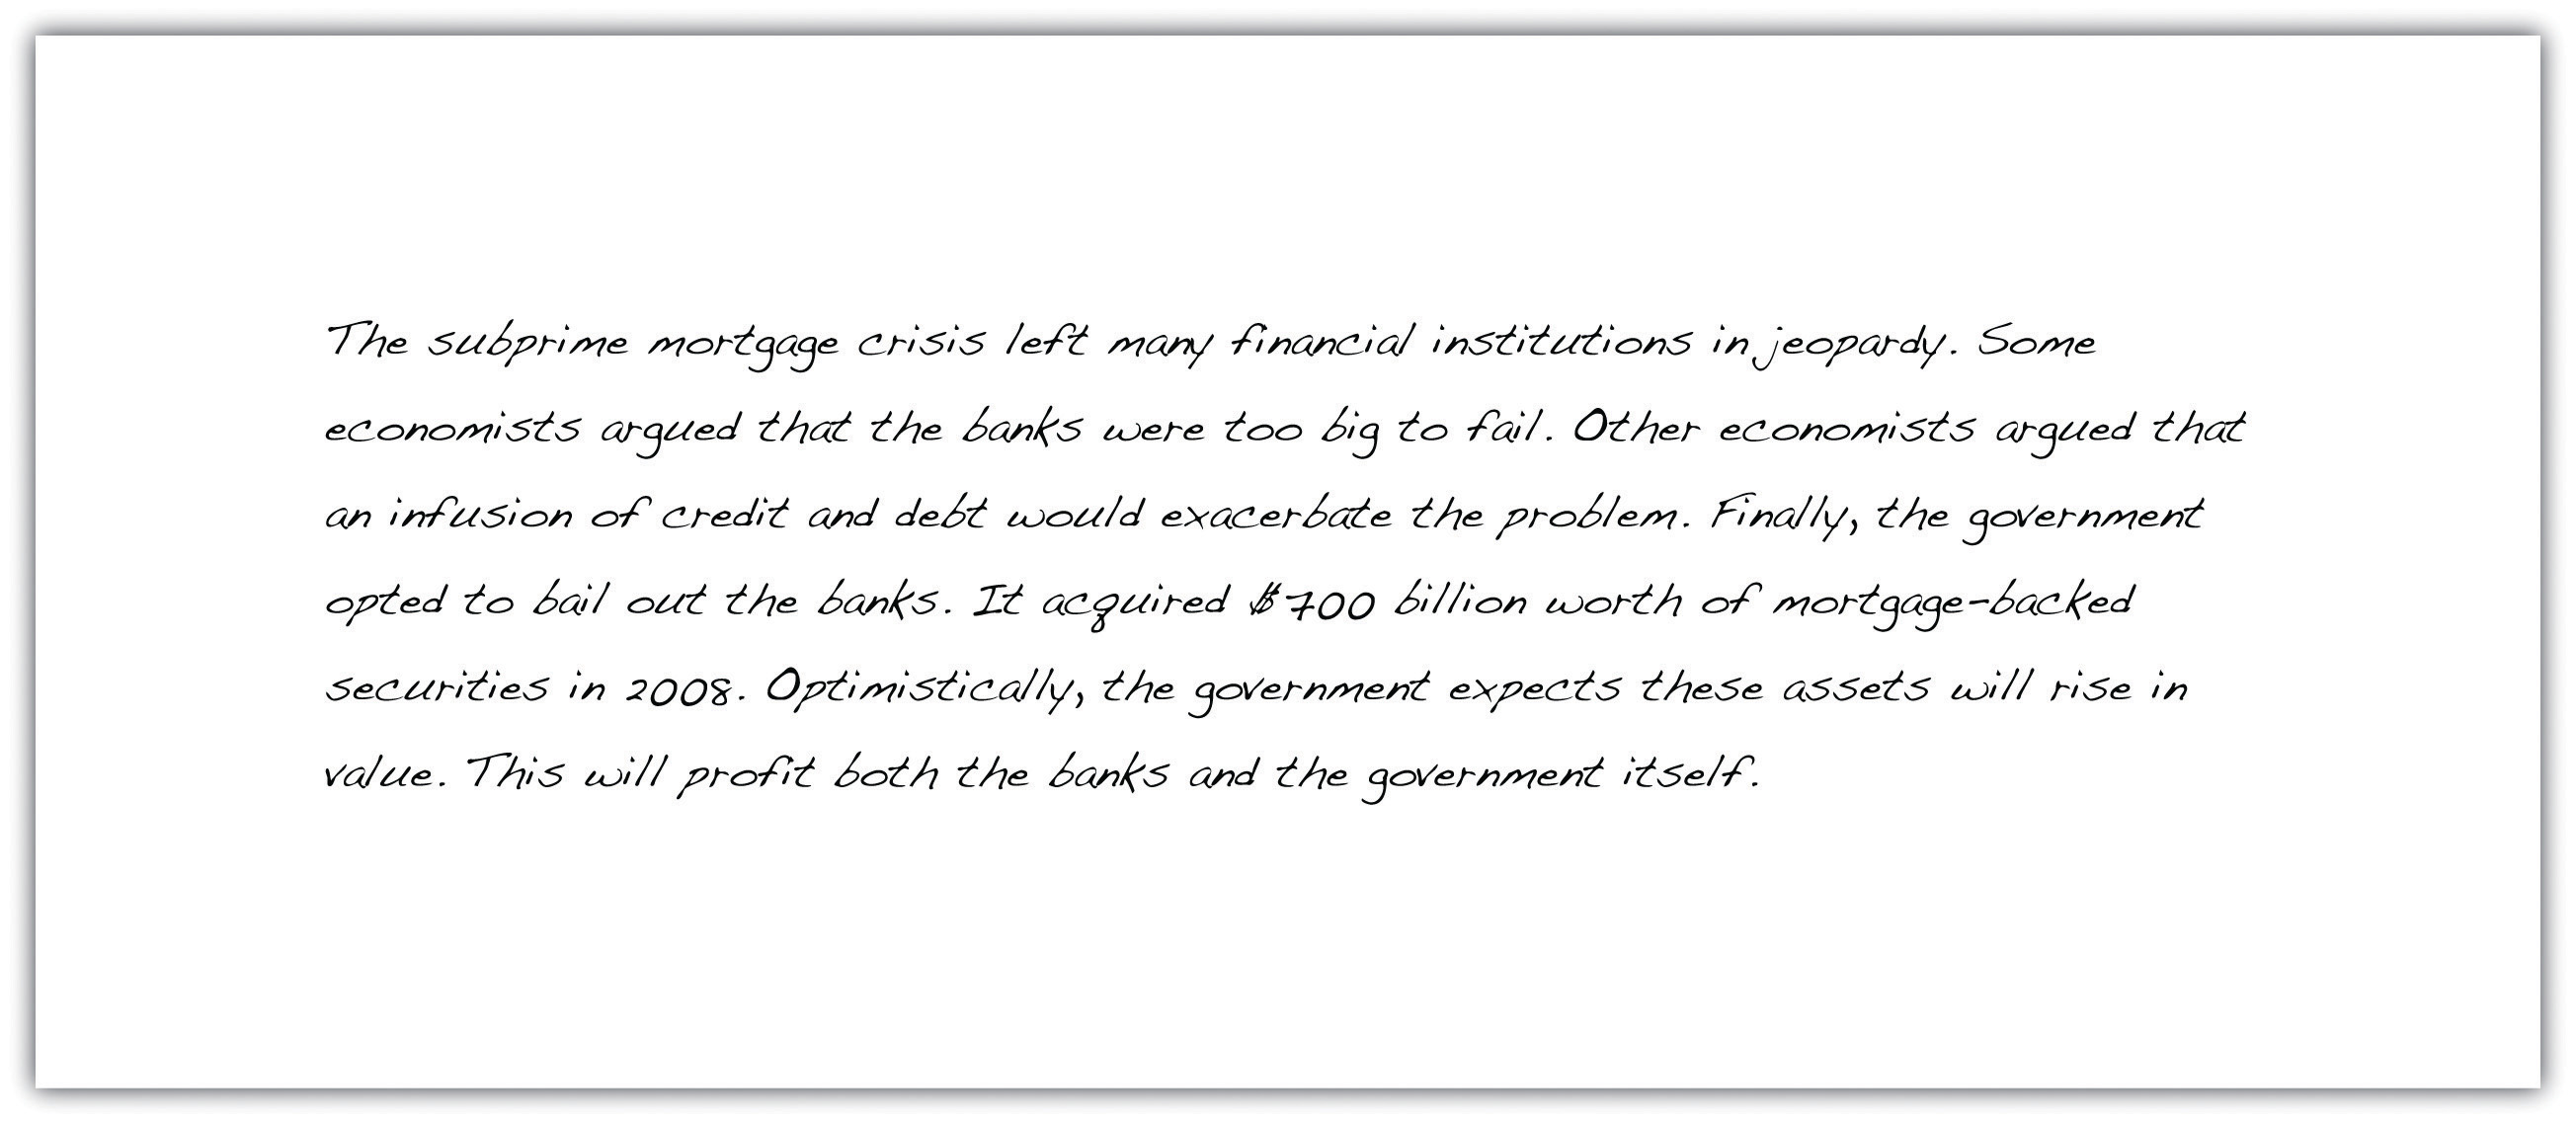 The subprime mortgage crisis left many financial institutions in jeopardy. Some
economists argued that the banks were too big to fail. Other economists argued that
an infusion of credit and debt would exacerbate the problem. Finally, the government
opted to bail out the banks. It acquired $700 billion worth of mortgage-backed
securities in 2008. Optimistically, the government expects these assets will rise in
value. This will profit both the banks and the government itself.